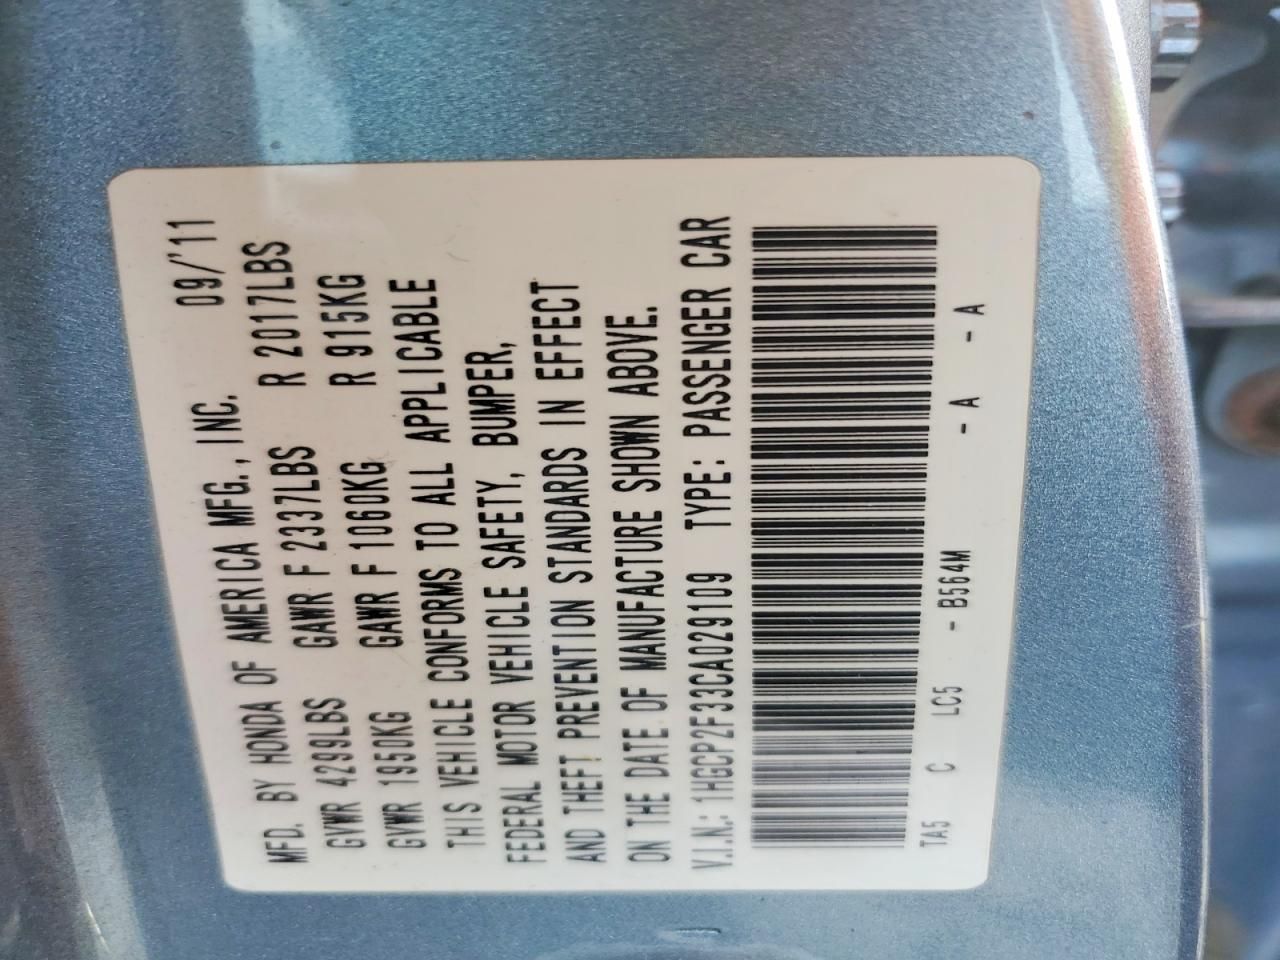 MFD. BY HONDA OF AMERICA MFG., INC. 09/'11
GVWR 4299LBS GAWR F 2337LBS R 2017LBS
GVWR 1950KG GAWR F 1060KG R 915KG
THIS VEHICLE CONFORMS TO ALL APPLICABLE
FEDERAL MOTOR VEHICLE SAFETY, BUMPER,
AND THEFT PREVENTION STANDARDS IN EFFECT
ON THE DATE OF MANUFACTURE SHOWN ABOVE.
V.I.N.: 1HGCP2F33CA029109 TYPE: PASSENGER CAR
TA5 C LC5 - B564M - A - A